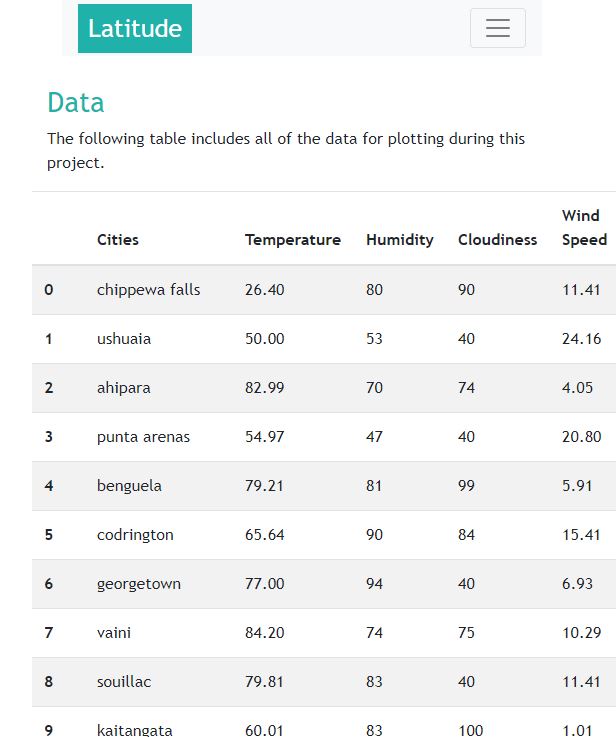 Latitude
Data
The following table includes all of the data for plotting during this
project.
Cities Temperature Humidity Cloudiness Wind Speed
0 chippewa falls 26.40 80 90 11.41
1 ushuaia 50.00 53 40 24.16
2 ahipara 82.99 70 74 4.05
3 punta arenas 54.97 47 40 20.80
4 benguela 79.21 81 99 5.91
5 codrington 65.64 90 84 15.41
6 georgetown 77.00 94 40 6.93
7 vaini 84.20 74 75 10.29
8 souillac 79.81 83 40 11.41
9 kaitangata 60.01 83 100 1.01